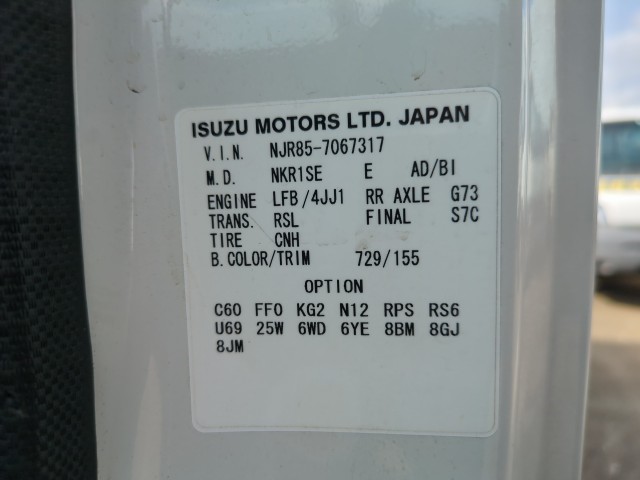 ISUZU MOTORS LTD. JAPAN
V.I.N. NJR85-7067317
M.D. NKR1SE E AD/BI
ENGINE LFB/4JJ1 RR AXLE G73
TRANS. RSL FINAL S7C
TIRE CNH
B.COLOR/TRIM 729/155
OPTION
C60 FF0 KG2 N12 RPS RS6
U69 25W 6WD 6YE 8BM 8GJ
8JM